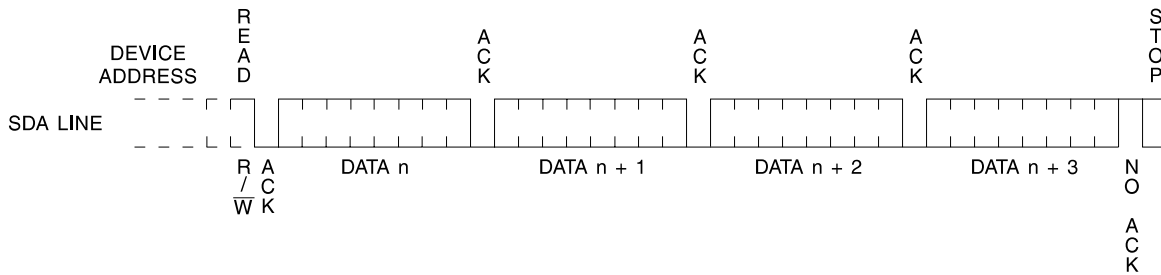 READ
ACK
ACK
ACK
STOP
DEVICE
ADDRESS
SDA LINE
R/W
ACK
DATA n
DATA n + 1
DATA n + 2
DATA n + 3
NO ACK